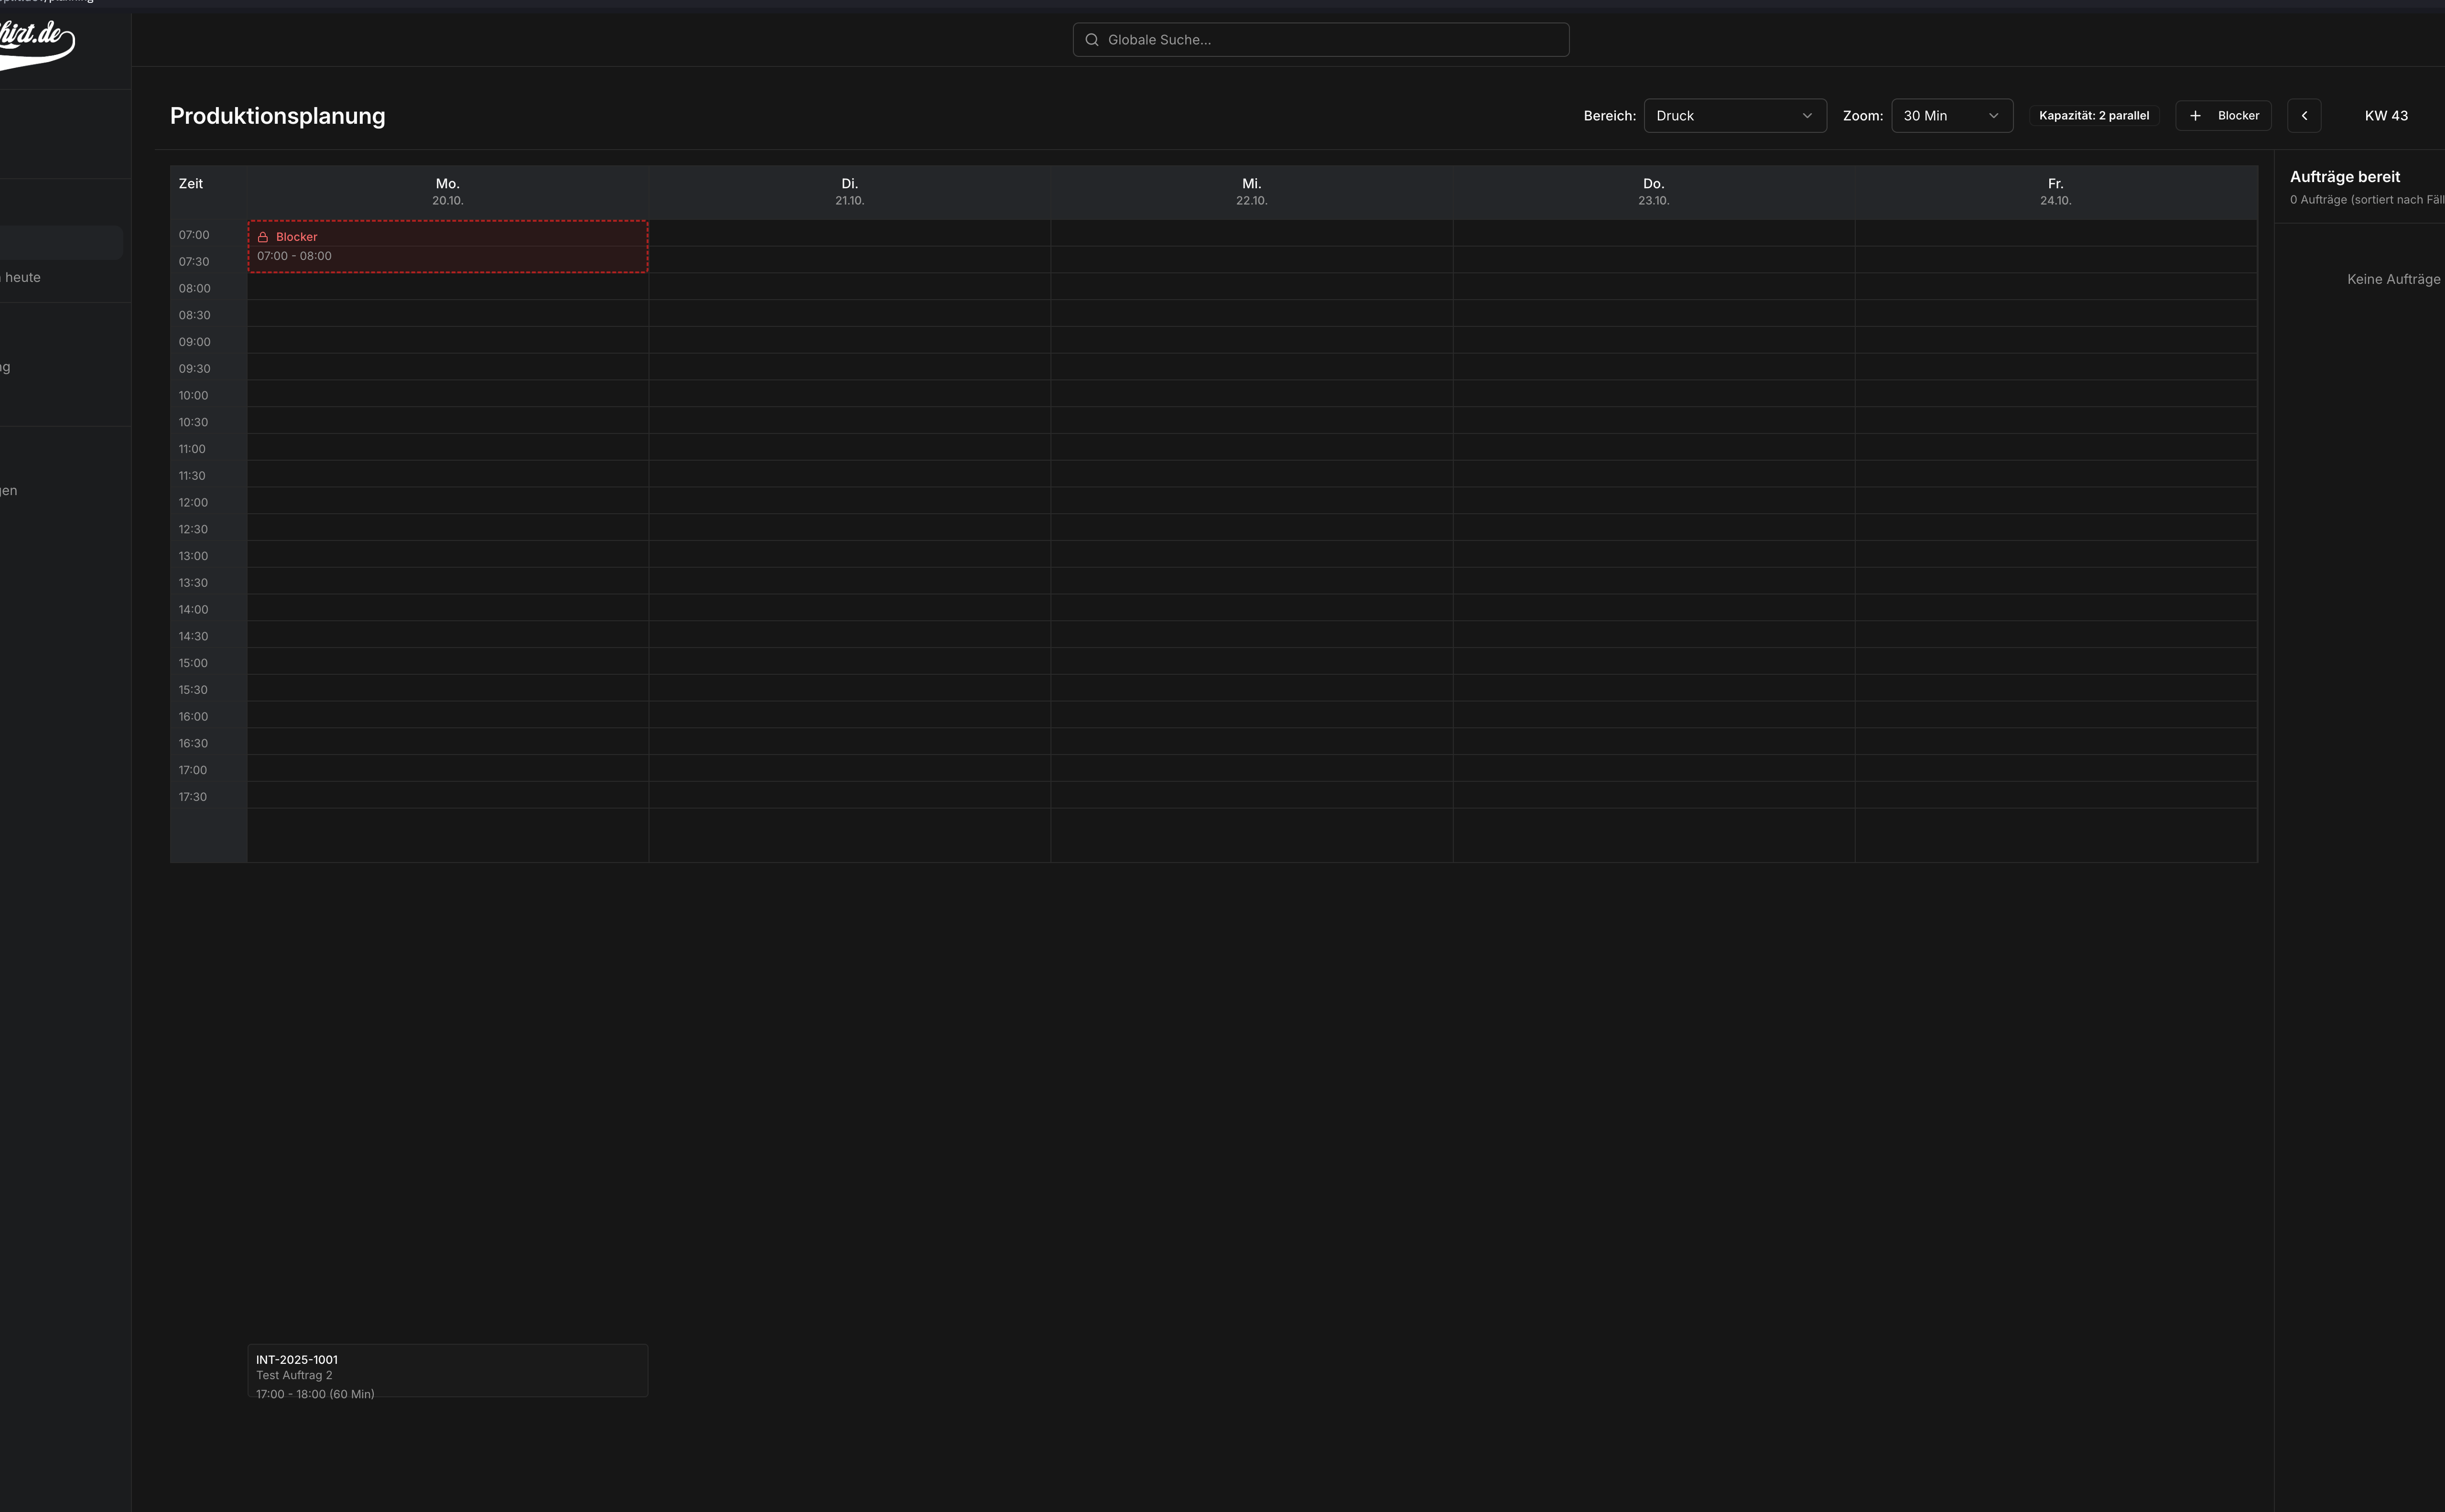 hirt.de
heute
ng
gen
Globale Suche...
Produktionsplanung
Bereich: Druck Zoom: 30 Min Kapazität: 2 parallel + Blocker KW 43
Zeit Mo. Di. Mi. Do. Fr.
20.10. 21.10. 22.10. 23.10. 24.10.
07:00
07:30
08:00
08:30
09:00
09:30
10:00
10:30
11:00
11:30
12:00
12:30
13:00
13:30
14:00
14:30
15:00
15:30
16:00
16:30
17:00
17:30
Blocker
07:00 - 08:00
INT-2025-1001
Test Auftrag 2
17:00 - 18:00 (60 Min)
Aufträge bereit
0 Aufträge (sortiert nach Fäll
Keine Aufträge